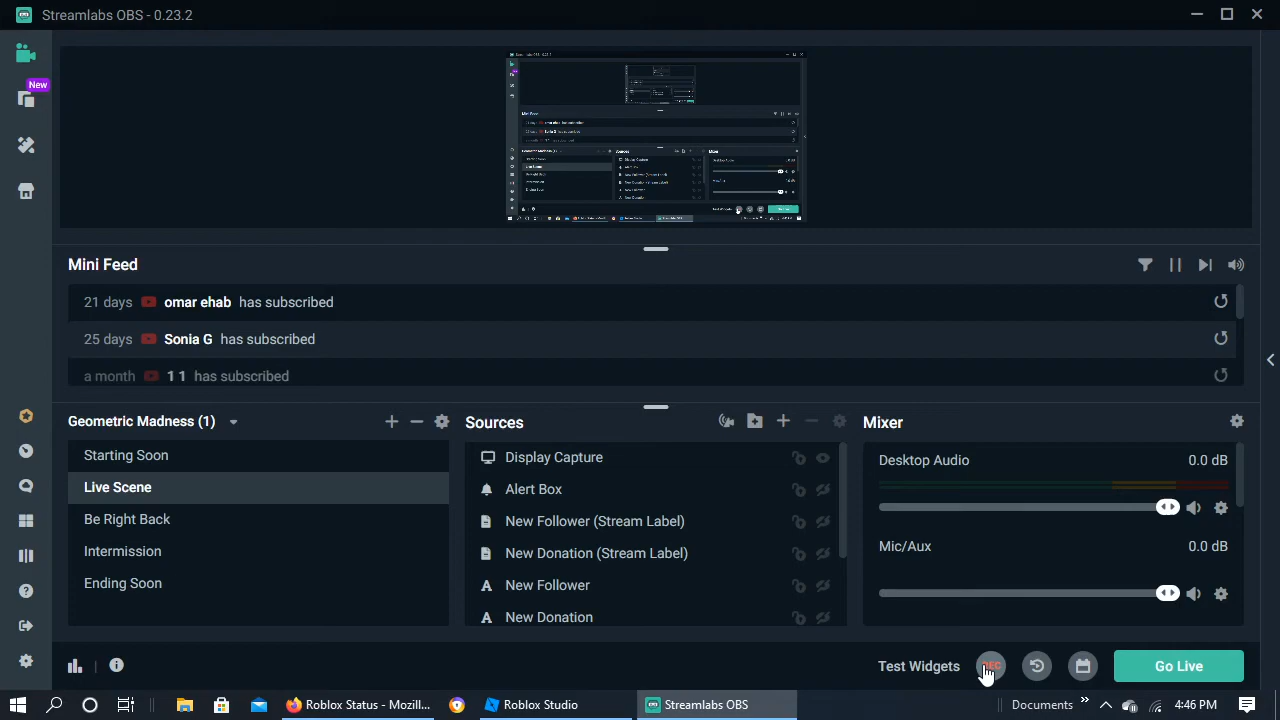 Streamlabs OBS - 0.23.2
New
Mini Feed
21 days omar ehab has subscribed
25 days Sonia G has subscribed
a month 1 1 has subscribed
Geometric Madness (1)
Starting Soon
Live Scene
Be Right Back
Intermission
Ending Soon
Sources
Display Capture
Alert Box
New Follower (Stream Label)
New Donation (Stream Label)
New Follower
New Donation
Mixer
Desktop Audio 0.0 dB
Mic/Aux 0.0 dB
Test Widgets REC Go Live
Roblox Status - Mozill... Roblox Studio Streamlabs OBS Documents 4:46 PM